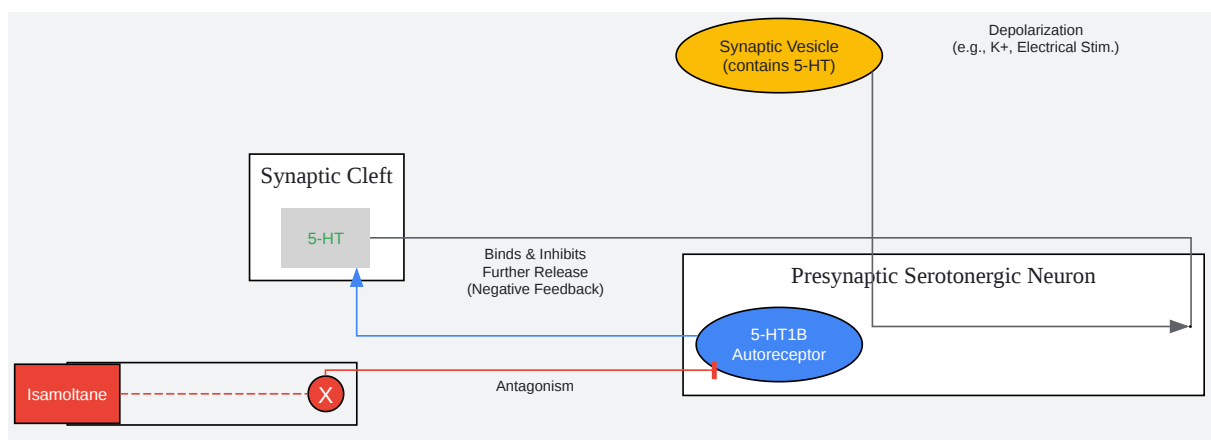 Synaptic Vesicle
(contains 5-HT)
Depolarization
(e.g., K+, Electrical Stim.)
Synaptic Cleft
5-HT
Binds & Inhibits
Further Release
(Negative Feedback)
Presynaptic Serotonergic Neuron
5-HT1B
Autoreceptor
Isamoltane
X
Antagonism